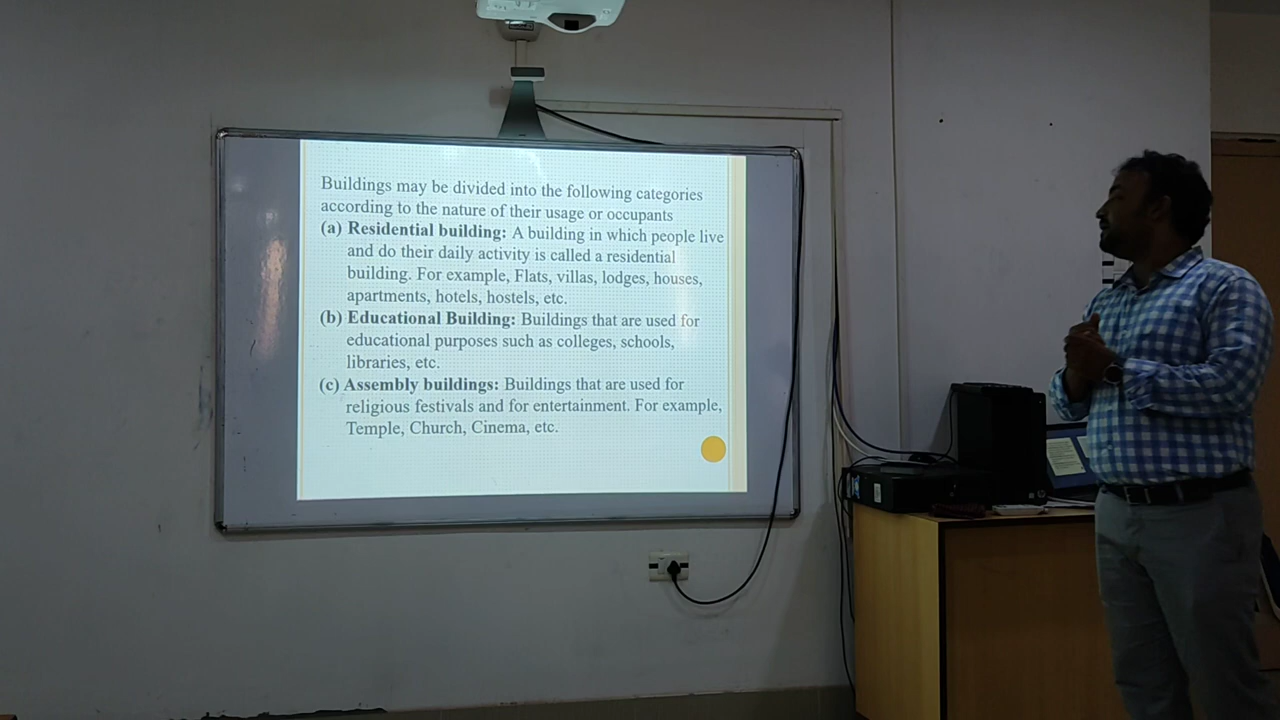 Buildings may be divided into the following categories
according to the nature of their usage or occupants
(a) Residential building: A building in which people live
and do their daily activity is called a residential
building. For example, Flats, villas, lodges, houses,
apartments, hotels, hostels, etc.
(b) Educational Building: Buildings that are used for
educational purposes such as colleges, schools,
libraries, etc.
(c) Assembly buildings: Buildings that are used for
religious festivals and for entertainment. For example,
Temple, Church, Cinema, etc.